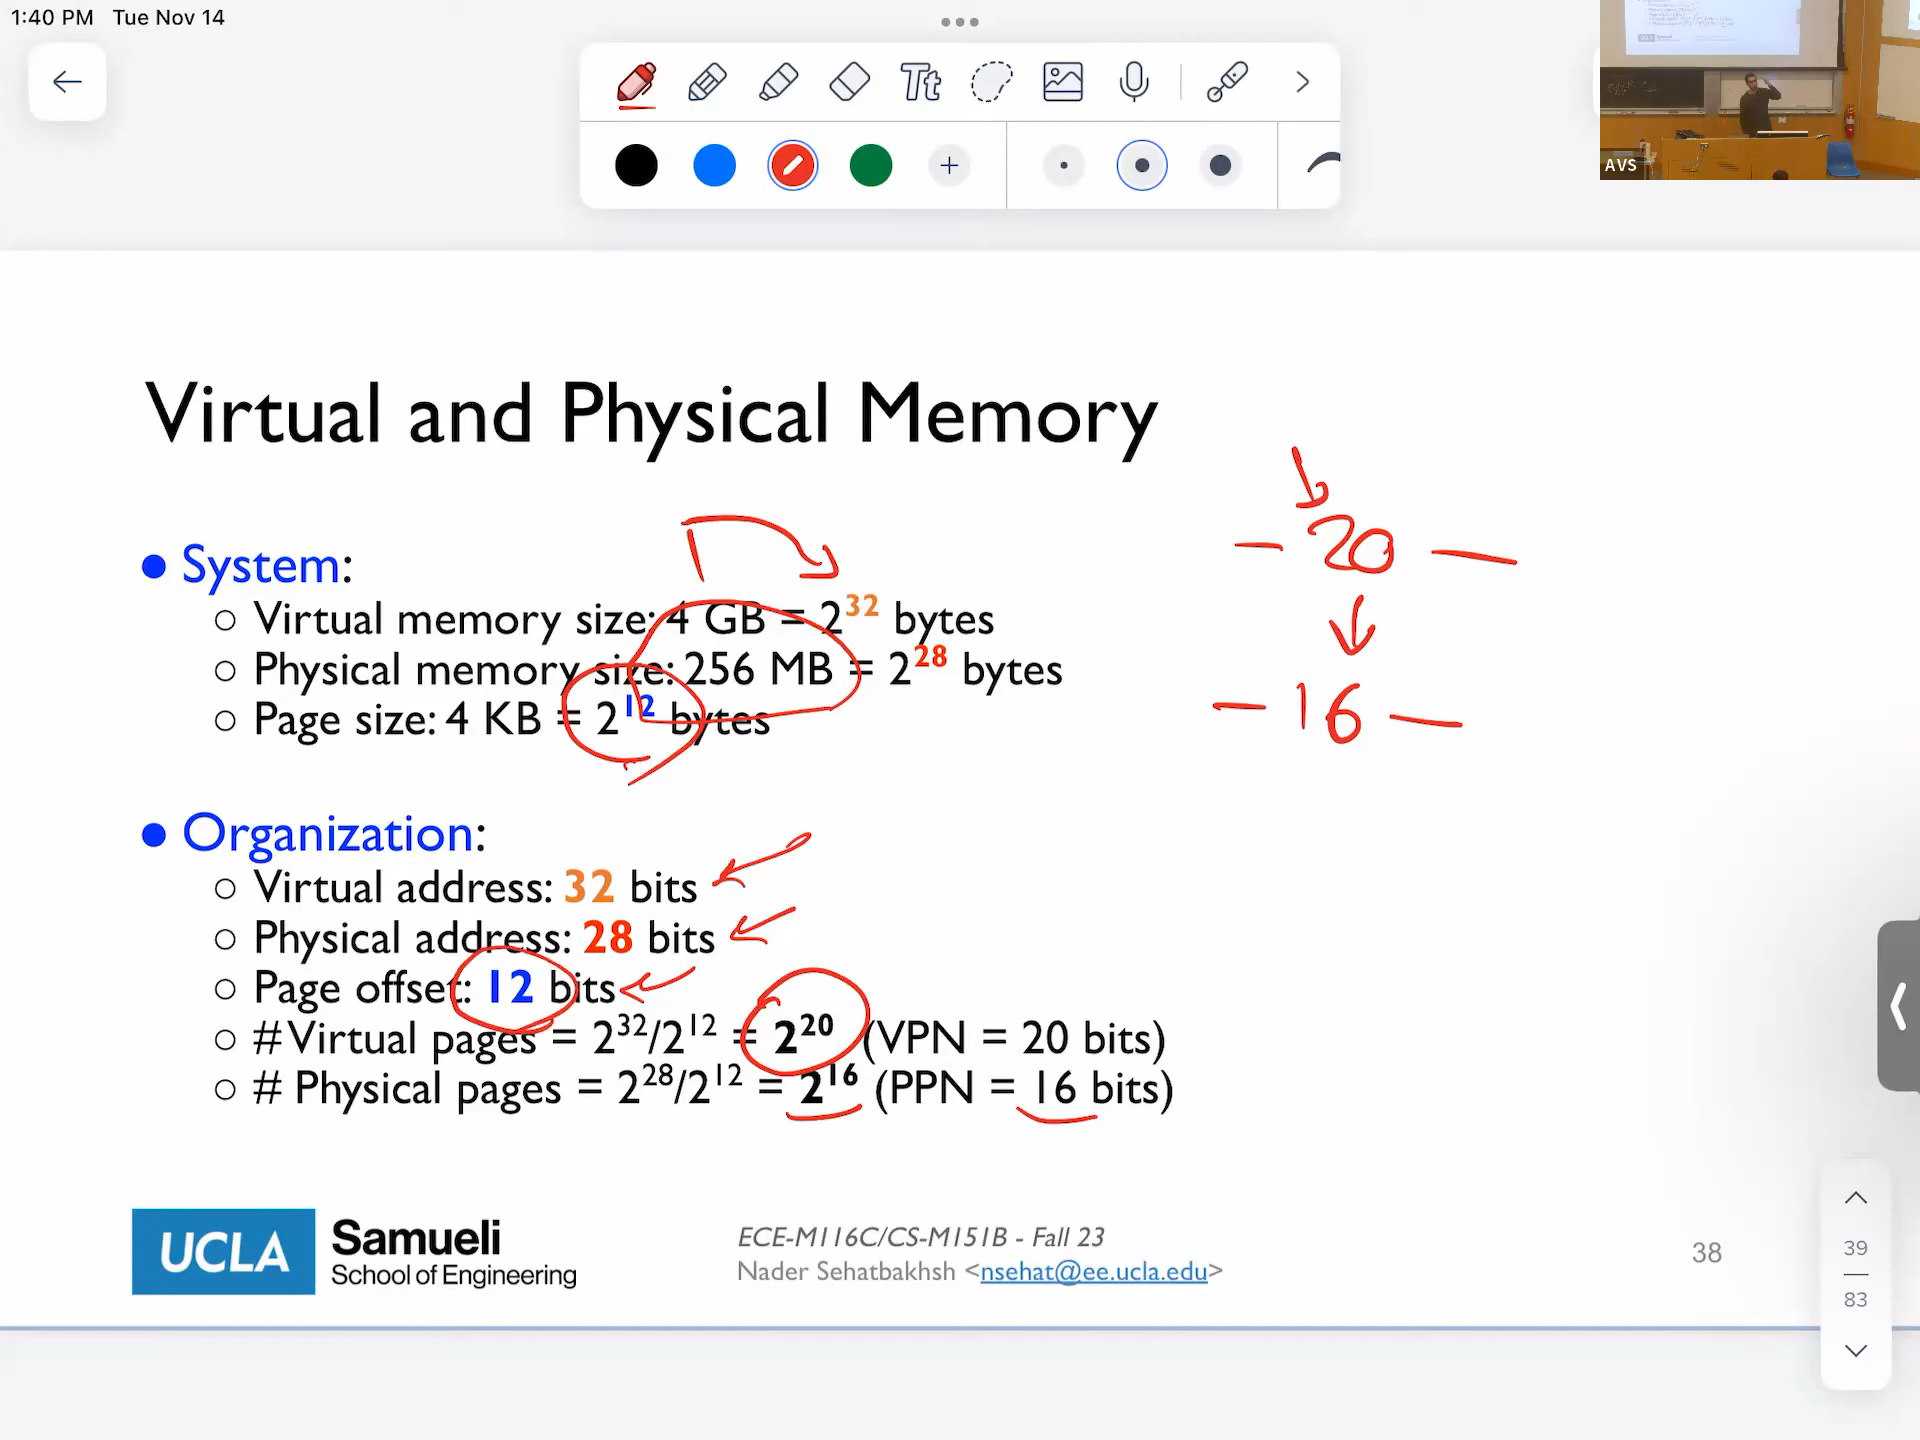 1:40 PM Tue Nov 14
Tt
AVS
Virtual and Physical Memory
b
– 20 —
– 16 —
● System:
○ Virtual memory size: 4 GB = 2³² bytes
○ Physical memory size: 256 MB = 2²⁸ bytes
○ Page size: 4 KB = 2¹² bytes
● Organization:
○ Virtual address: 32 bits
○ Physical address: 28 bits
○ Page offset: 12 bits
○ #Virtual pages = 2³²/2¹² = 2²⁰ (VPN = 20 bits)
○ # Physical pages = 2²⁸/2¹² = 2¹⁶ (PPN = 16 bits)
UCLA Samueli
School of Engineering
ECE-M116C/CS-M151B - Fall 23
Nader Sehatbakhsh <nsehat@ee.ucla.edu>
38
39
83